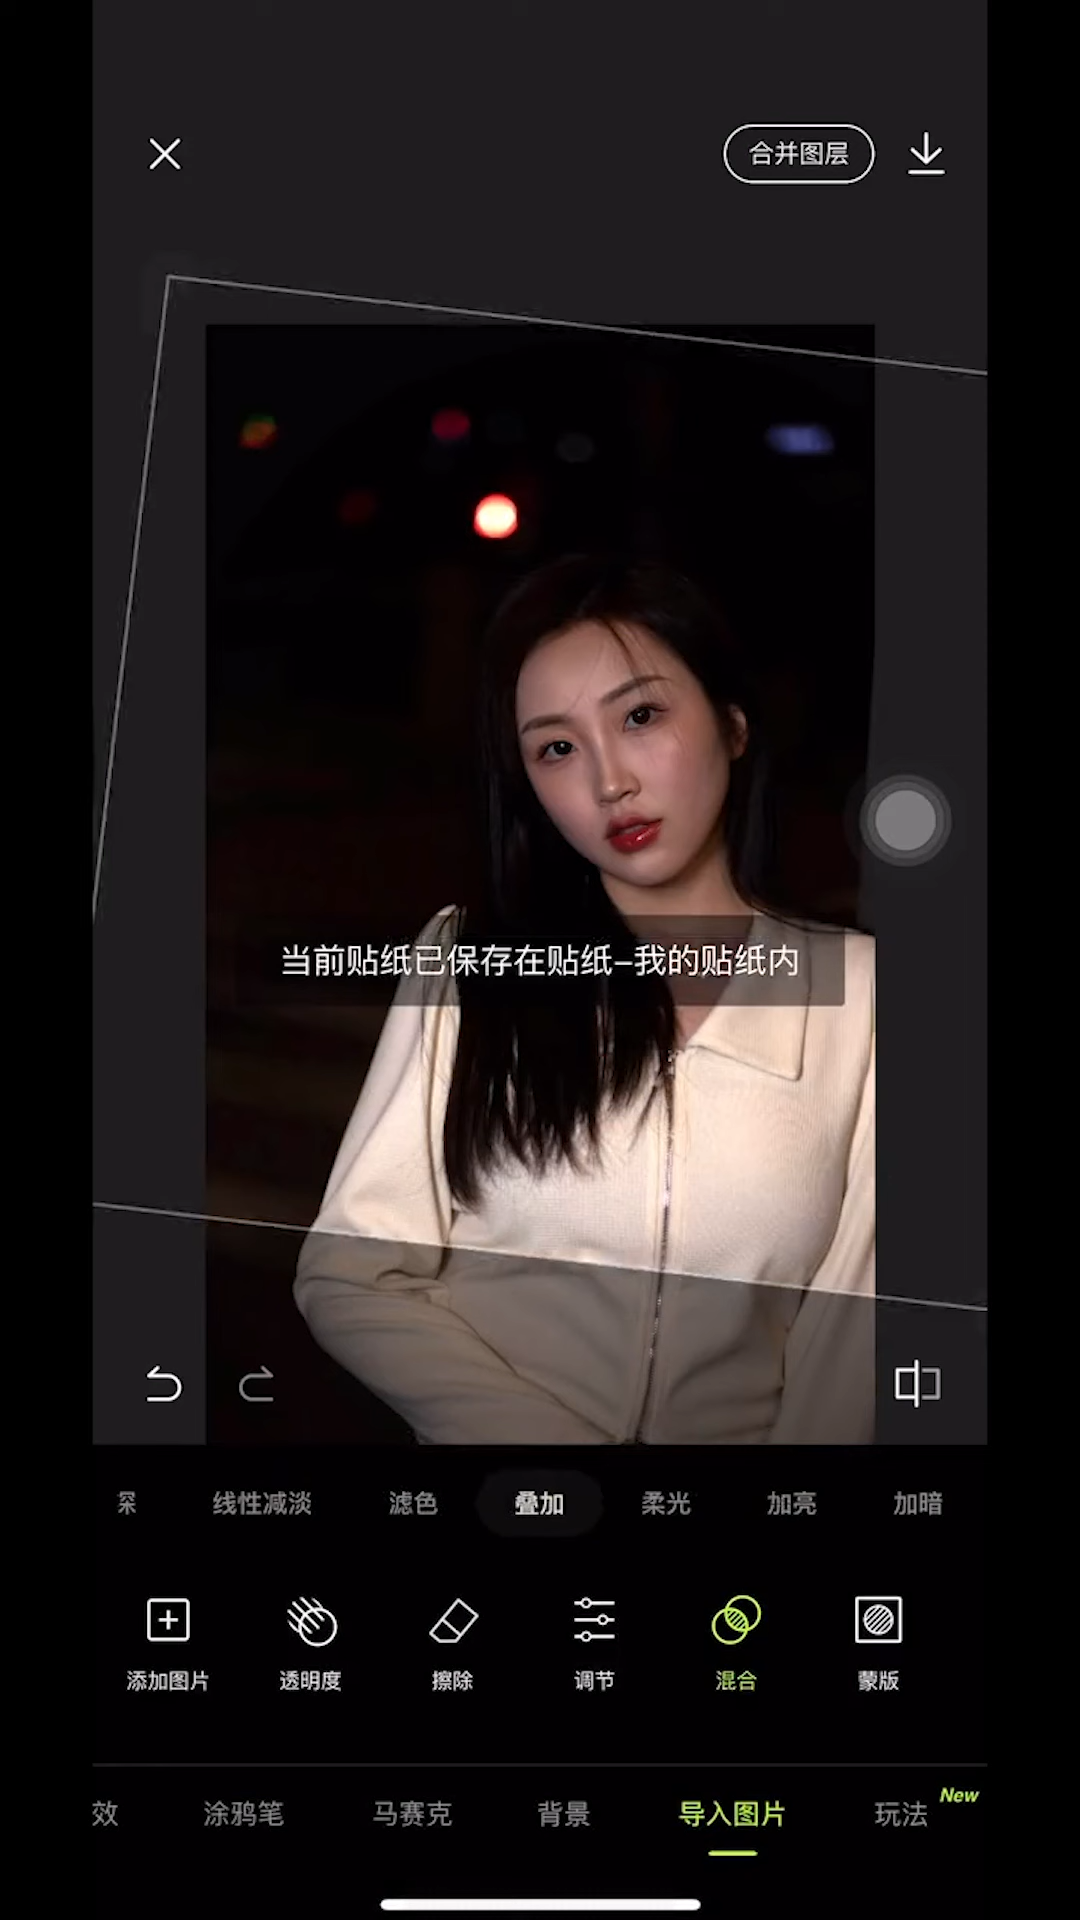 合并图层
当前贴纸已保存在贴纸-我的贴纸内
深 线性减淡 滤色 叠加 柔光 加亮 加暗
添加图片 透明度 擦除 调节 混合 蒙版
效 涂鸦笔 马赛克 背景 导入图片 玩法 New